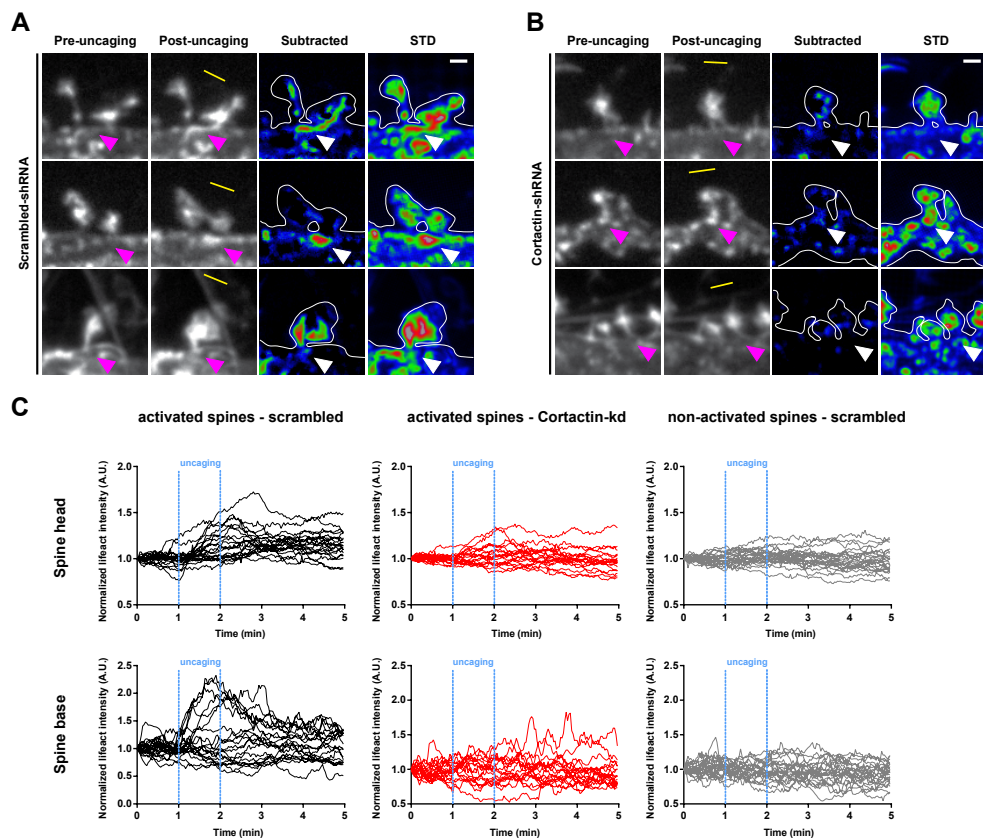 A
Pre-uncaging Post-uncaging Subtracted STD
Scrambled-shRNA
B
Pre-uncaging Post-uncaging Subtracted STD
Cortactin-shRNA
C
activated spines - scrambled activated spines - Cortactin-kd non-activated spines - scrambled
Spine head
Normalized lifeact intensity (A.U.)
2.0
1.5
1.0
0.5
uncaging
0 1 2 3 4 5
Time (min)
Normalized lifeact intensity (A.U.)
2.0
1.5
1.0
0.5
uncaging
0 1 2 3 4 5
Time (min)
Normalized lifeact intensity (A.U.)
2.0
1.5
1.0
0.5
uncaging
0 1 2 3 4 5
Time (min)
Spine base
Normalized lifeact intensity (A.U.)
2.5
2.0
1.5
1.0
0.5
0.0
uncaging
0 1 2 3 4 5
Time (min)
Normalized lifeact intensity (A.U.)
2.5
2.0
1.5
1.0
0.5
uncaging
0 1 2 3 4 5
Time (min)
Normalized lifeact intensity (A.U.)
2.5
2.0
1.5
1.0
0.5
uncaging
0 1 2 3 4 5
Time (min)